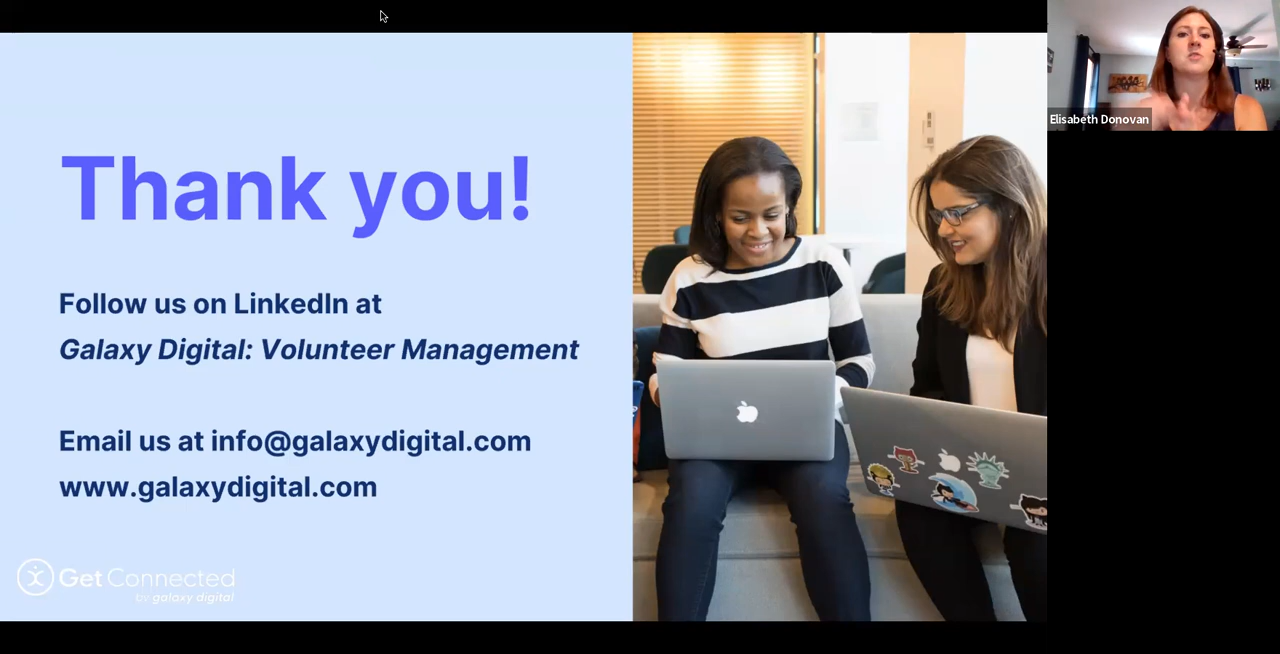 Thank you!
Follow us on LinkedIn at
Galaxy Digital: Volunteer Management
Email us at info@galaxydigital.com
www.galaxydigital.com
Get Connected
by galaxy digital
Elisabeth Donovan